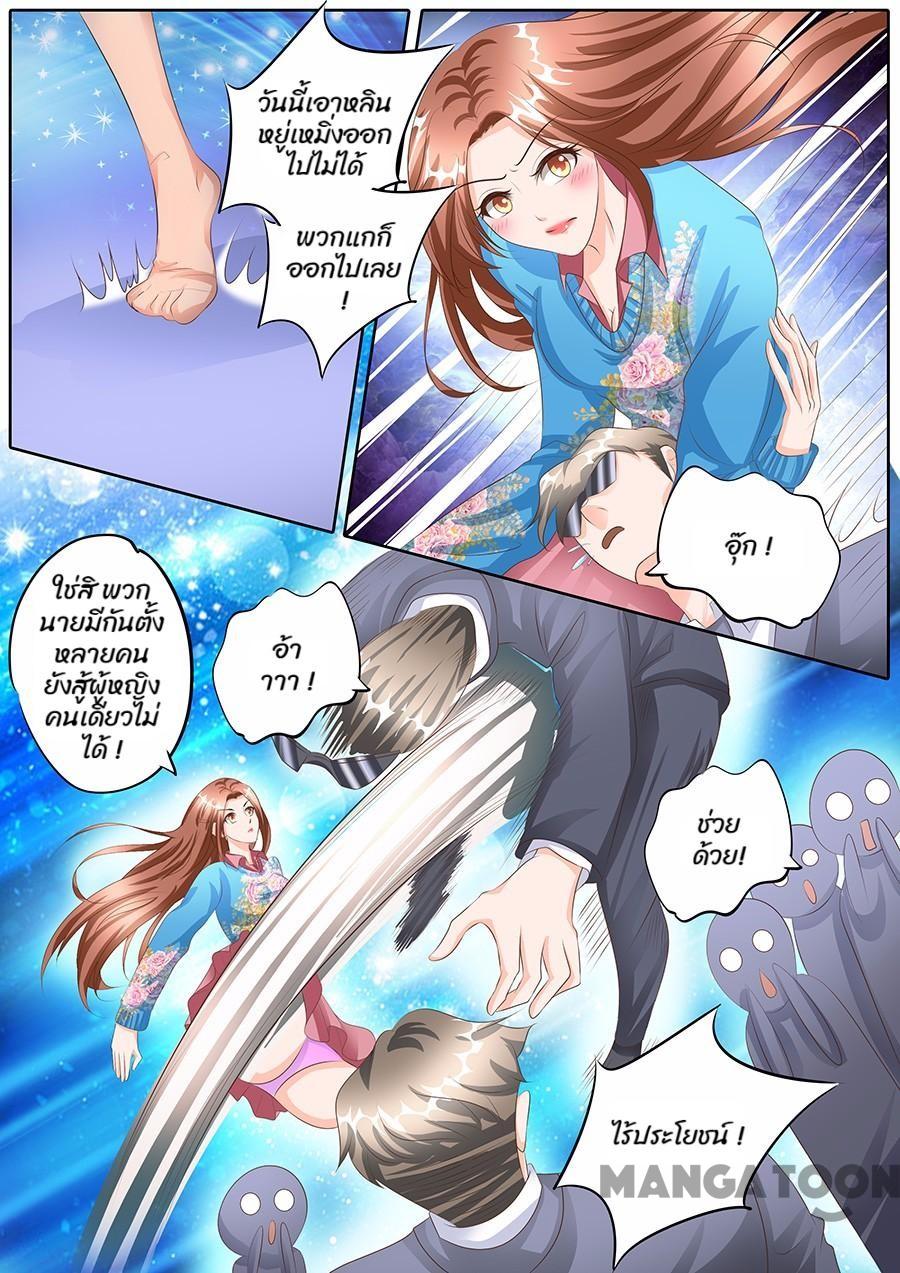 วันนี้เอาหลิน
หยู่เหมิ่งออก
ไปไม่ได้
พวกแกก็
ออกไปเลย
!
อุ๊ก !
ใช่สิ พวก
นายมีกันตั้ง
หลายคน
ยังสู้ผู้หญิง
คนเดียวไม่
ได้ !
อ้า
าาา !
ช่วย
ด้วย!
ไร้ประโยชน์ !
MANGATOON